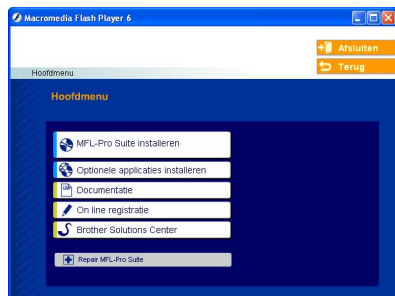 Macromedia Flash Player 6
Afsluiten
Terug
Hoofdmenu
Hoofdmenu
MFL-Pro Suite installeren
Optionele applicaties installeren
Documentatie
On line registratie
Brother Solutions Center
Repair MFL-Pro Suite